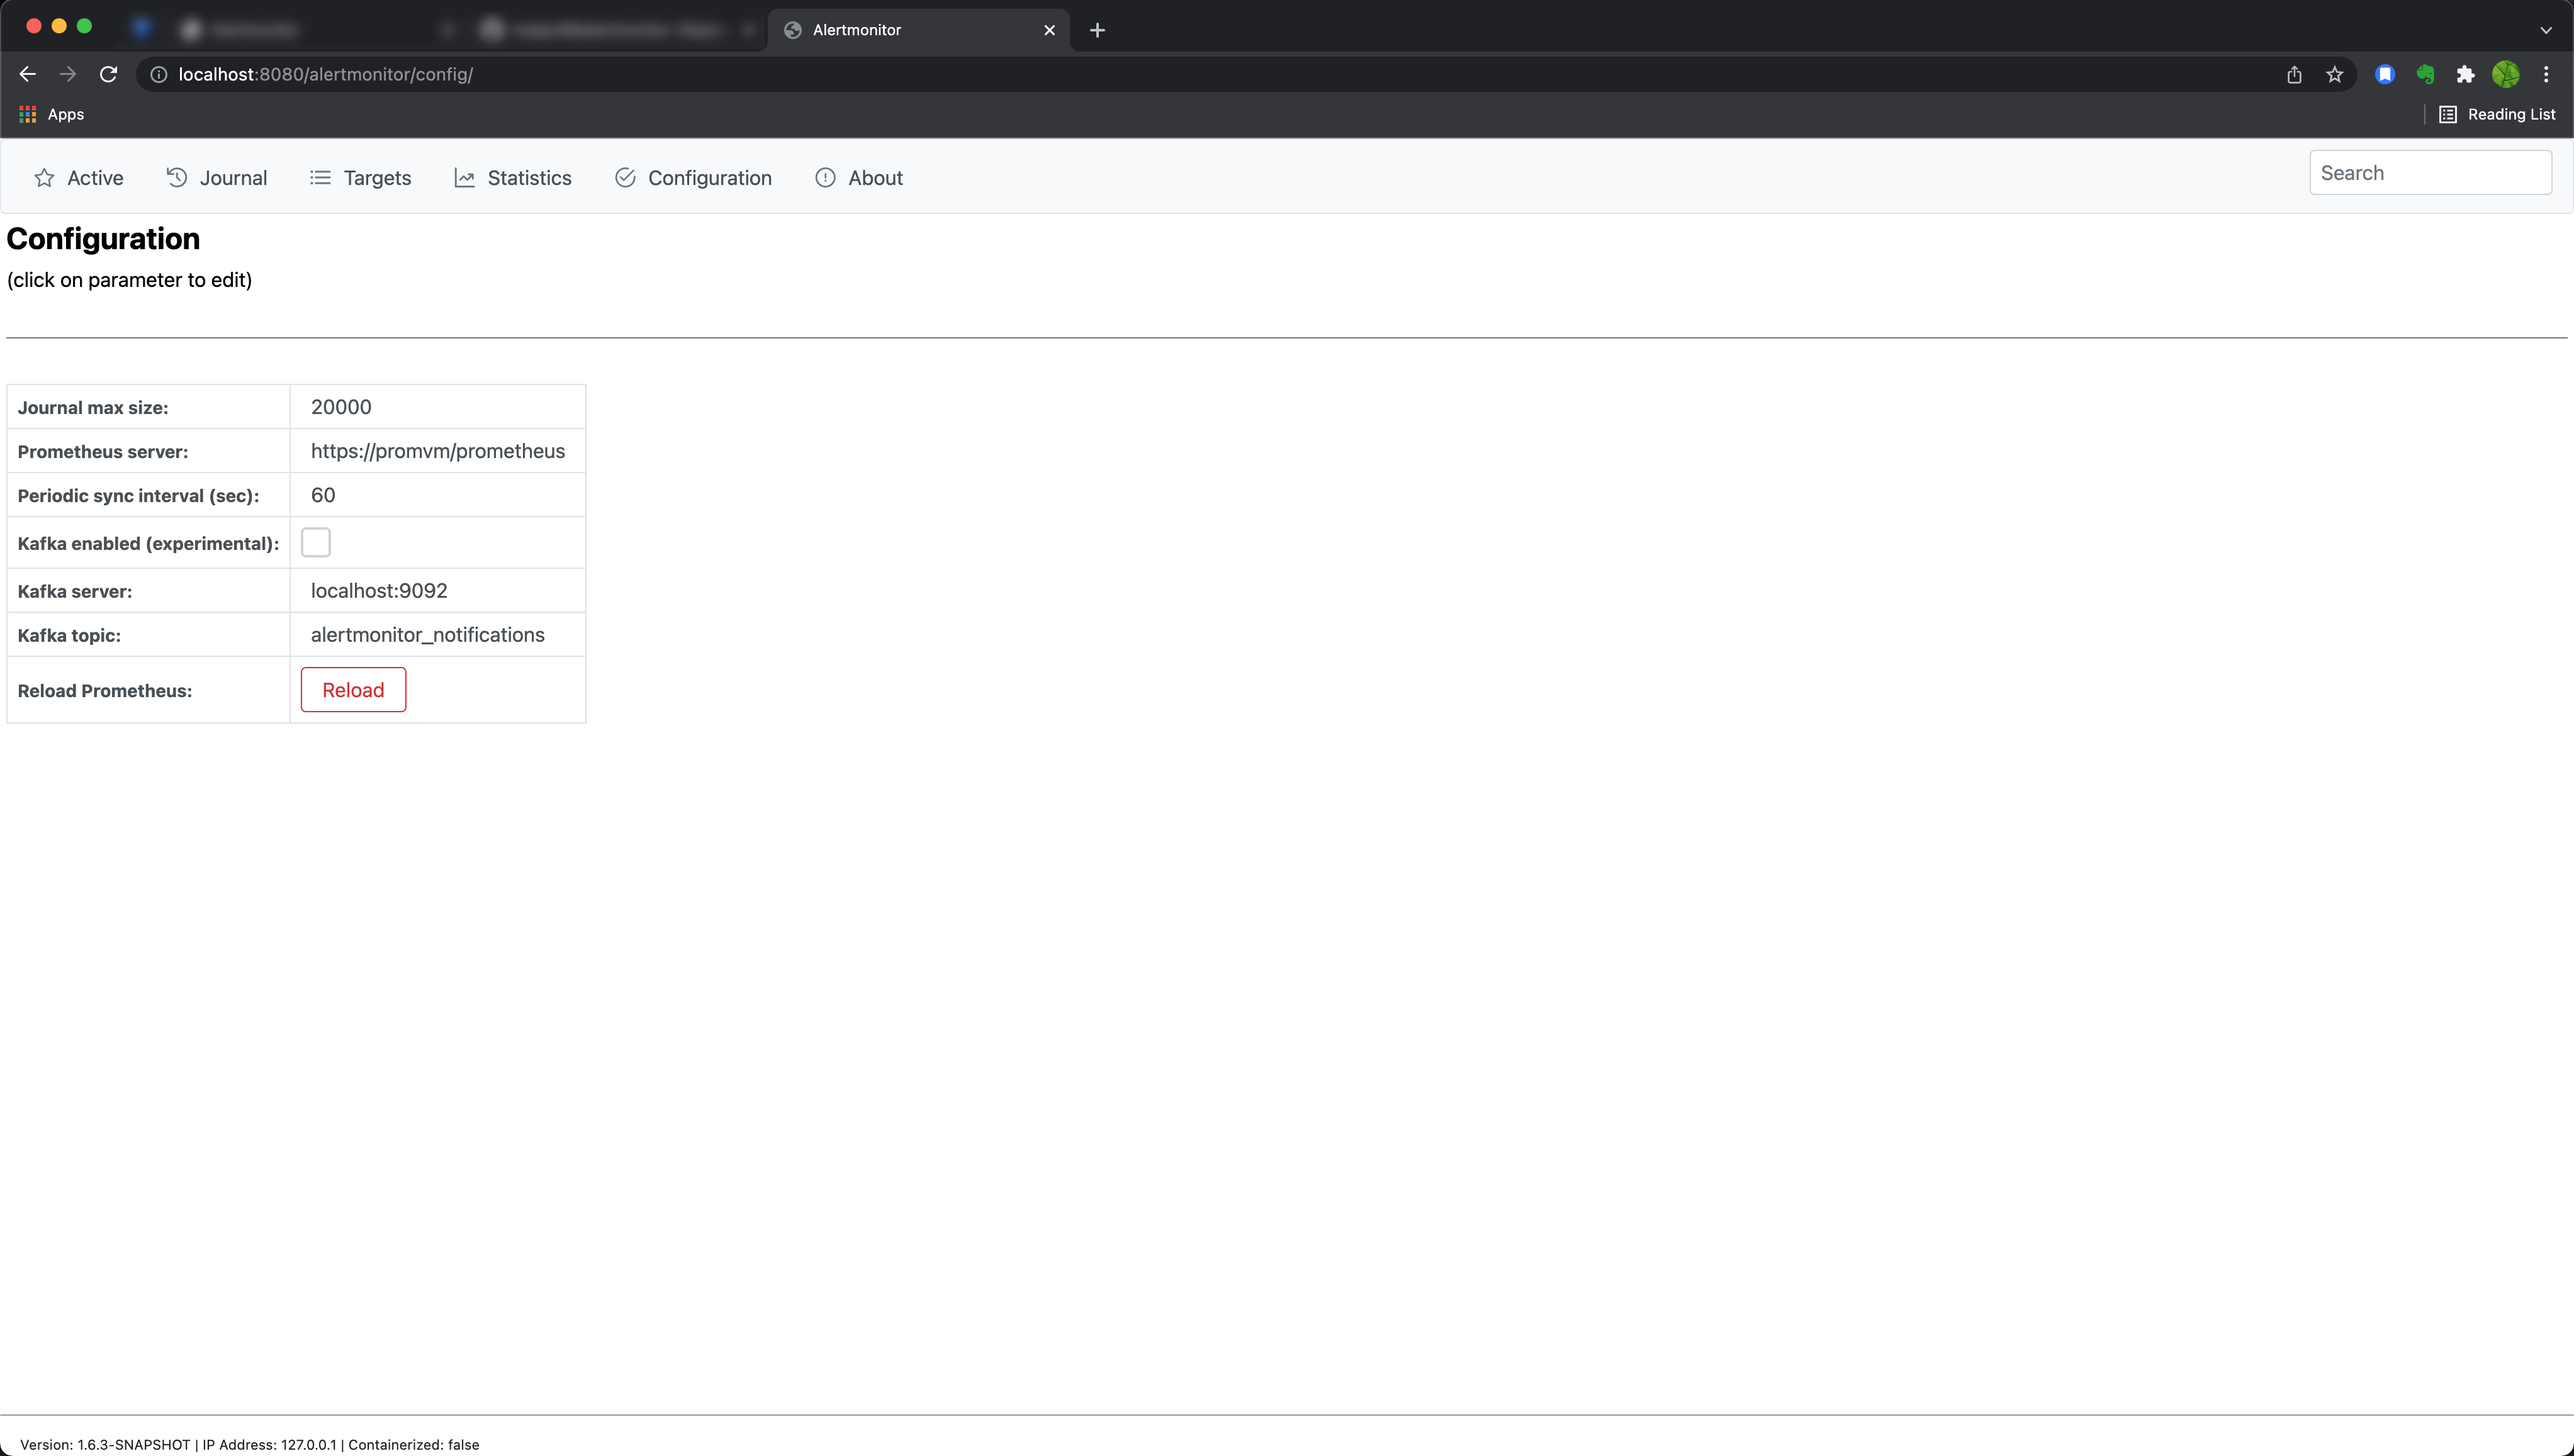 Alertmonitor
localhost:8080/alertmonitor/config/
Apps
Reading List
Active Journal Targets Statistics Configuration About Search
Configuration
(click on parameter to edit)
Journal max size: 20000
Prometheus server: https://promvm/prometheus
Periodic sync interval (sec): 60
Kafka enabled (experimental):
Kafka server: localhost:9092
Kafka topic: alertmonitor_notifications
Reload Prometheus: Reload
Version: 1.6.3-SNAPSHOT | IP Address: 127.0.0.1 | Containerized: false